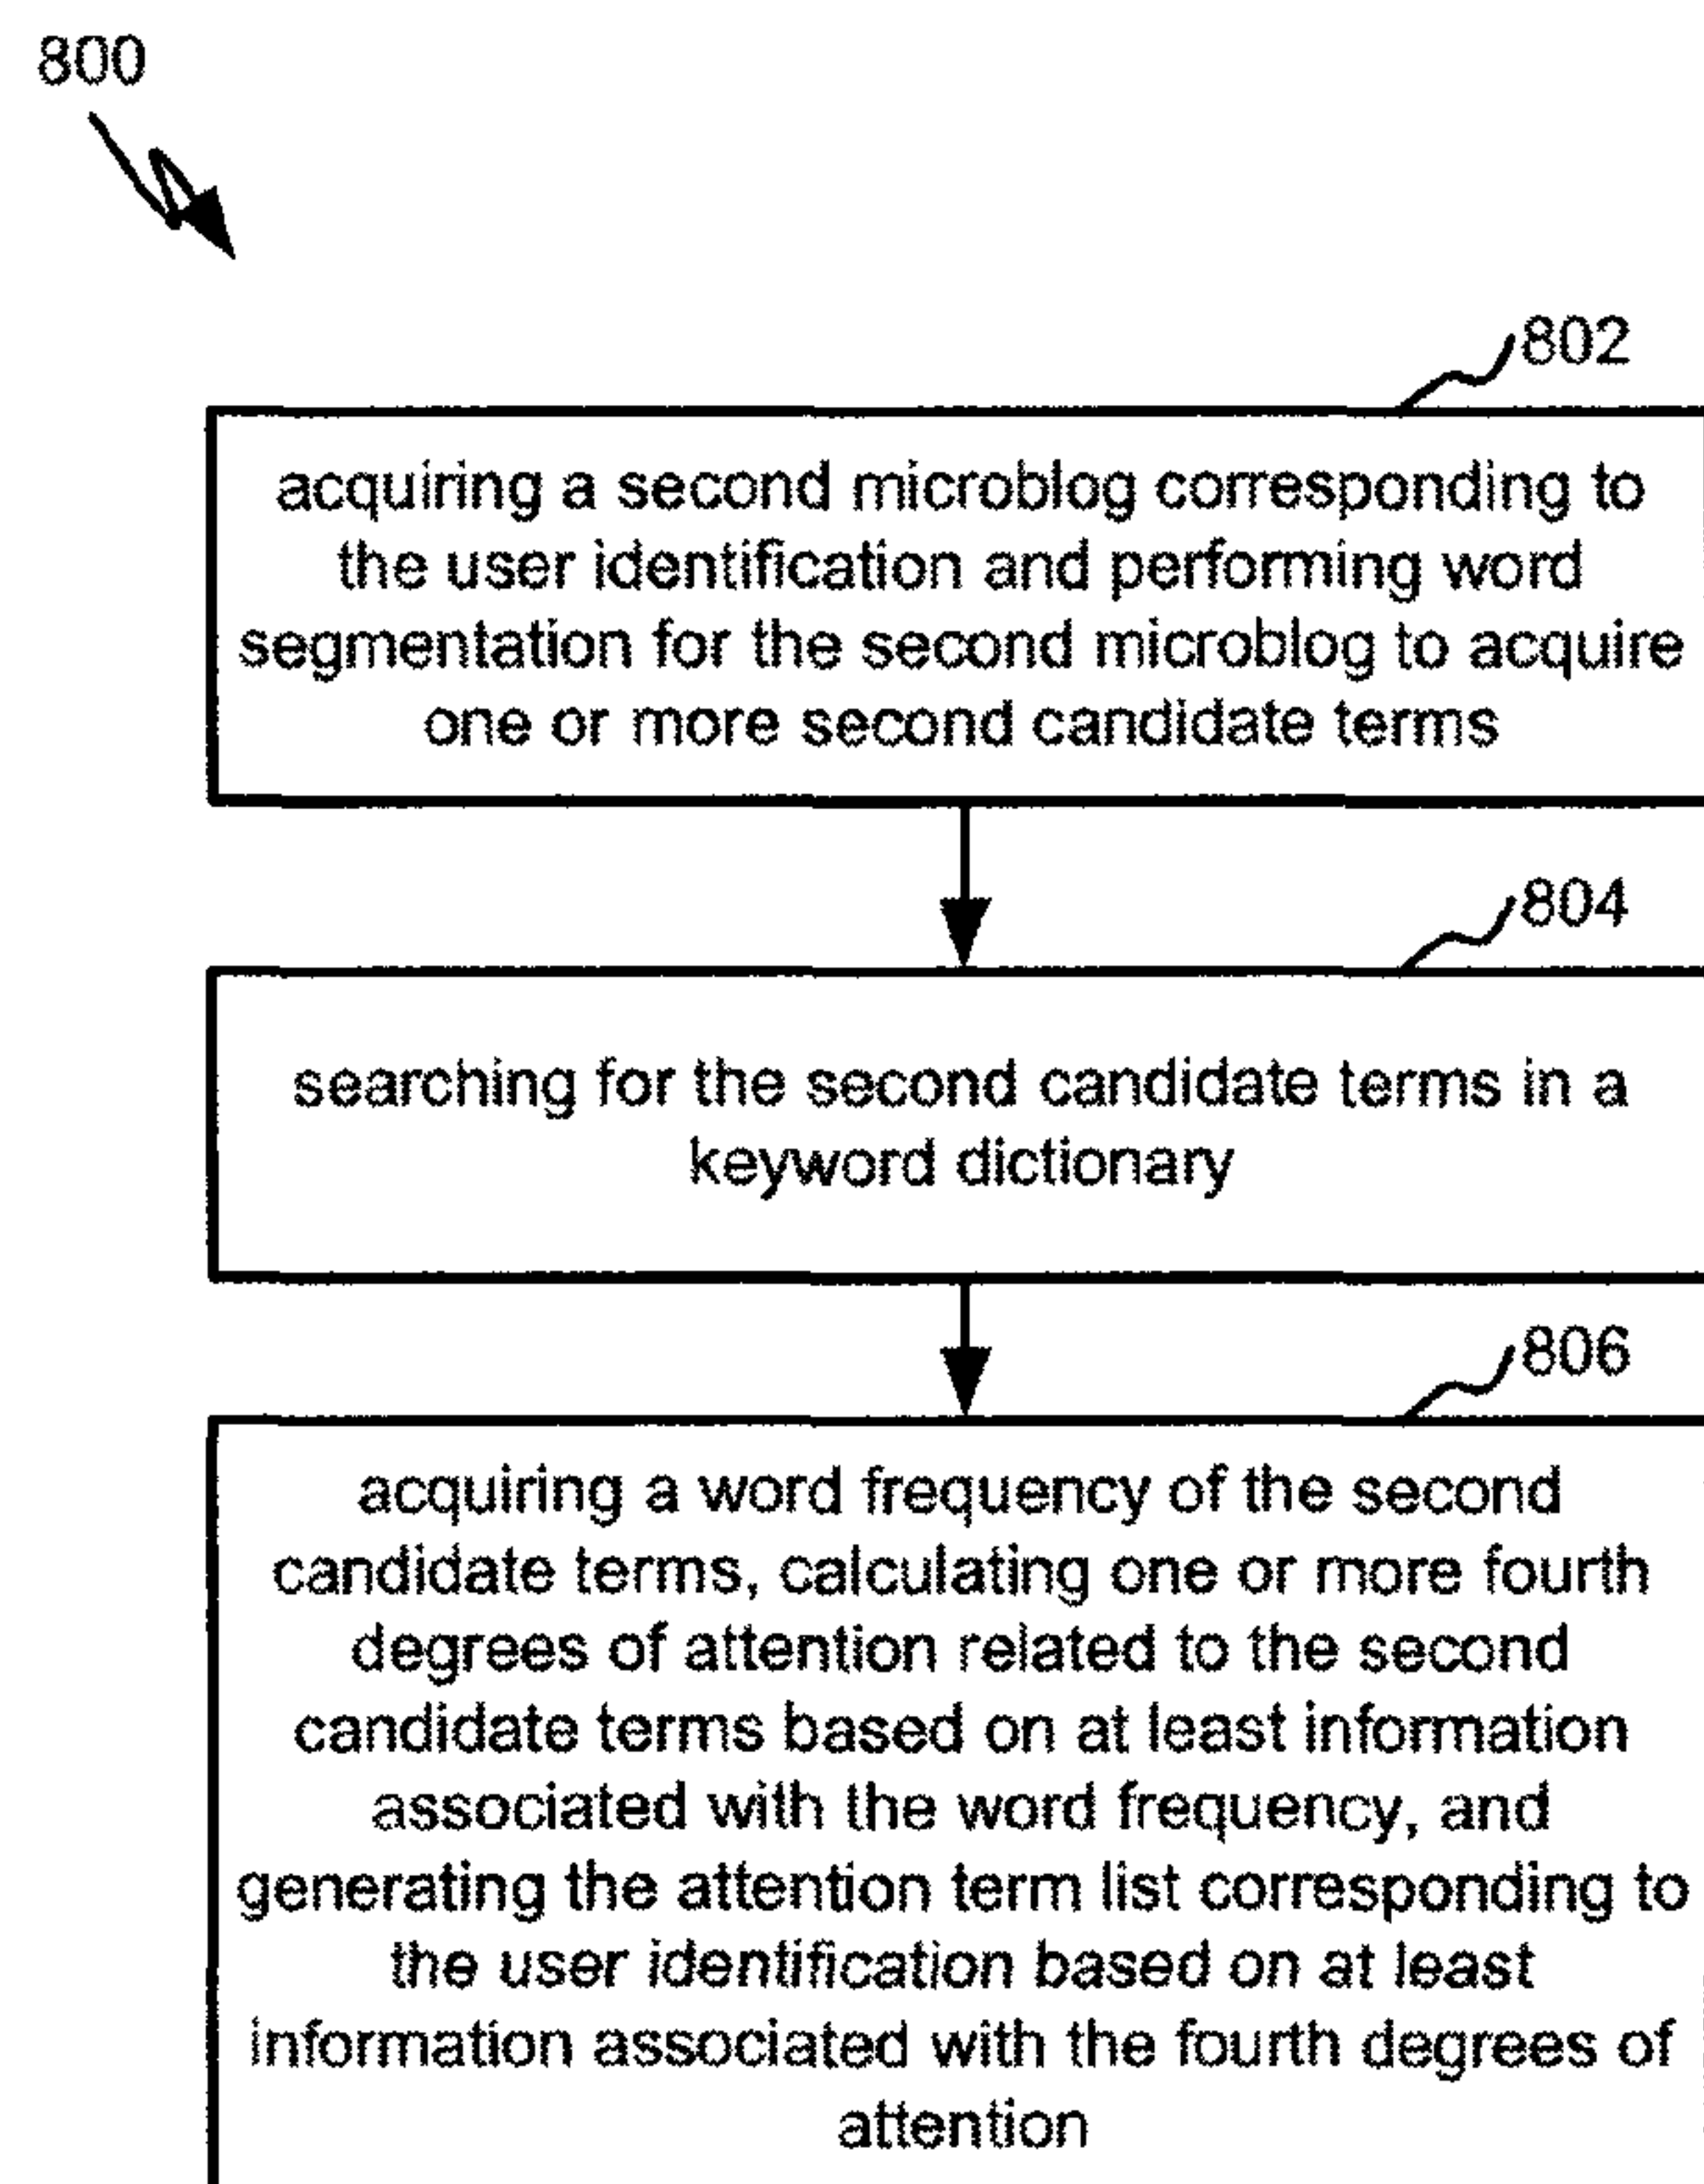 800
802
acquiring a second microblog corresponding to
the user identification and performing word
segmentation for the second microblog to acquire
one or more second candidate terms
804
searching for the second candidate terms in a
keyword dictionary
806
acquiring a word frequency of the second
candidate terms, calculating one or more fourth
degrees of attention related to the second
candidate terms based on at least information
associated with the word frequency, and
generating the attention term list corresponding to
the user identification based on at least
information associated with the fourth degrees of
attention